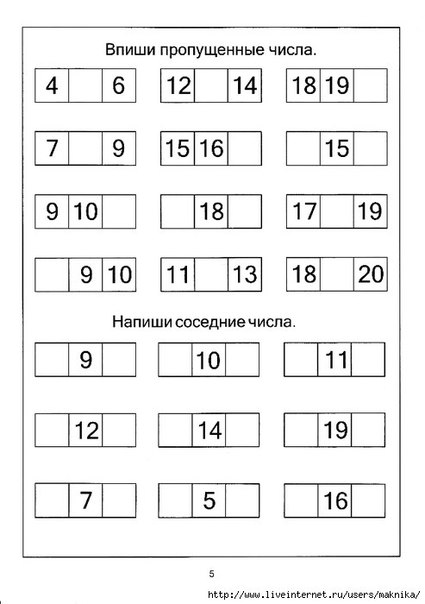 Впиши пропущенные числа.
4 6 12 14 18 19
7 9 15 16 15
9 10 18 17 19
9 10 11 13 18 20
Напиши соседние числа.
9 10 11
12 14 19
7 5 16
5
http://www.liveinternet.ru/users/maknika/